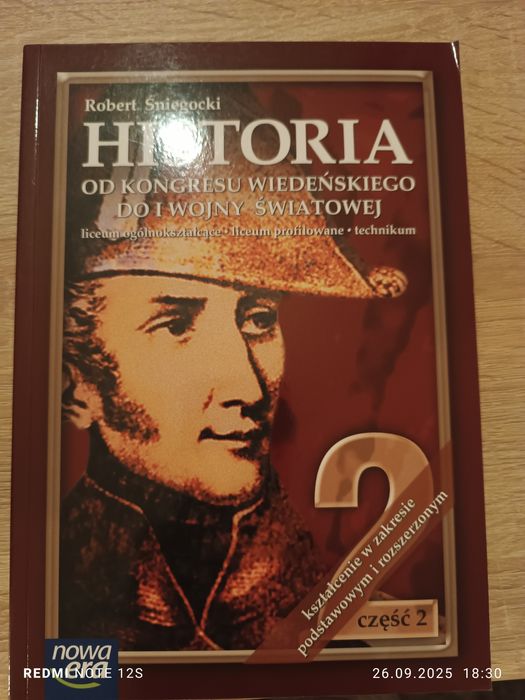 Robert Śniegocki
HISTORIA
OD KONGRESU WIEDEŃSKIEGO
DO I WOJNY ŚWIATOWEJ
liceum ogólnokształcące • liceum profilowane • technikum
2
kształcenie w zakresie
podstawowym i rozszerzonym
część 2
nowa
era
REDMI NOTE 12S
26.09.2025 18:30